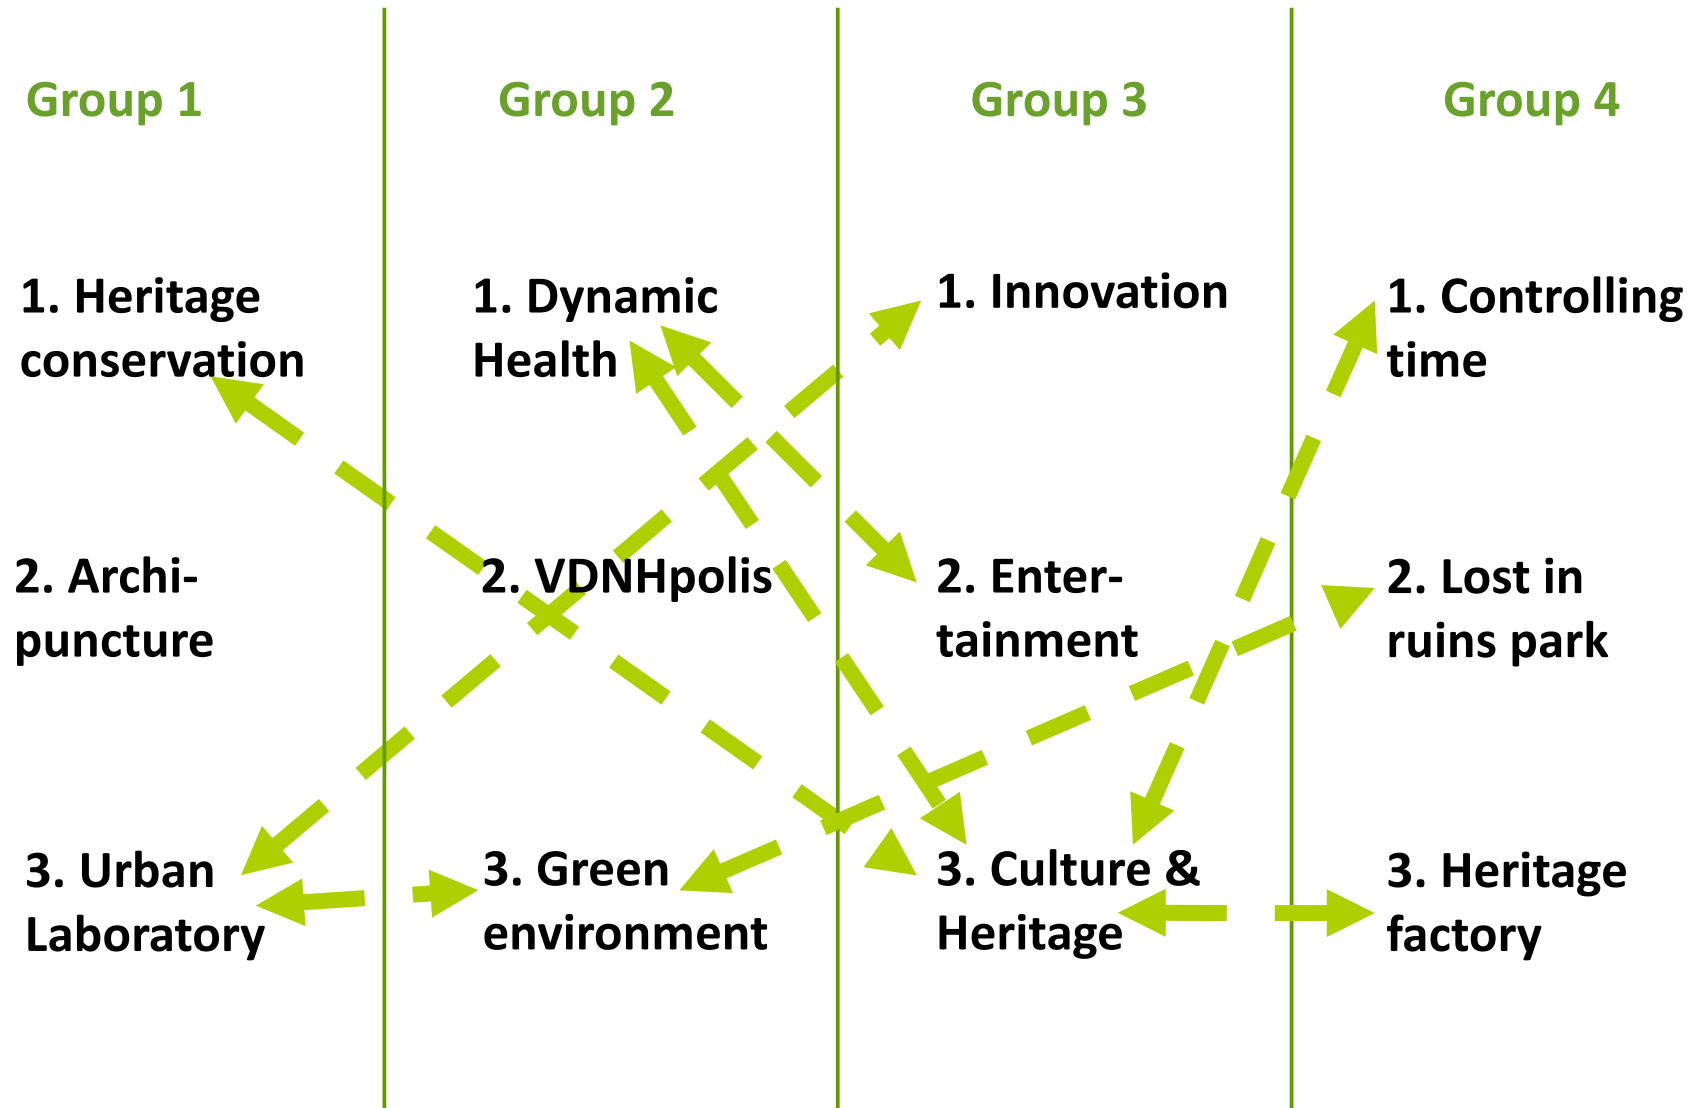 Group 1
Group 2
Group 3
Group 4
1. Heritage
conservation
1. Dynamic
Health
1. Innovation
1. Controlling
time
2. Archi-
puncture
2. VDNHpolis
2. Enter-
tainment
2. Lost in
ruins park
3. Urban
Laboratory
3. Green
environment
3. Culture &
Heritage
3. Heritage
factory